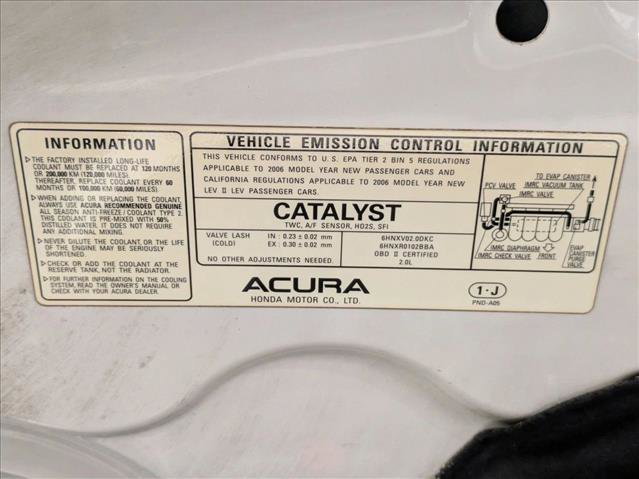 INFORMATION
▷ THE FACTORY INSTALLED LONG-LIFE
COOLANT MUST BE REPLACED AT 120 MONTHS
OR 200,000 KM (120,000 MILES).
THEREAFTER, REPLACE COOLANT EVERY 60
MONTHS OR 100,000 KM (60,000 MILES).
▷ WHEN ADDING OR REPLACING THE COOLANT,
ALWAYS USE ACURA RECOMMENDED GENUINE
ALL SEASON ANTI-FREEZE / COOLANT TYPE 2.
THIS COOLANT IS PRE-MIXED WITH 50%
DISTILLED WATER. IT DOES NOT REQUIRE
ANY ADDITIONAL MIXING.
▷ NEVER DILUTE THE COOLANT, OR THE LIFE
OF THE ENGINE MAY BE SERIOUSLY
SHORTENED.
▷ CHECK OR ADD THE COOLANT AT THE
RESERVE TANK, NOT THE RADIATOR.
▷ FOR FURTHER INFORMATION ON THE COOLING
SYSTEM, READ THE OWNER'S MANUAL OR
CHECK WITH YOUR ACURA DEALER.
VEHICLE EMISSION CONTROL INFORMATION
THIS VEHICLE CONFORMS TO U.S. EPA TIER 2 BIN 5 REGULATIONS
APPLICABLE TO 2006 MODEL YEAR NEW PASSENGER CARS AND
CALIFORNIA REGULATIONS APPLICABLE TO 2006 MODEL YEAR NEW
LEV II LEV PASSENGER CARS.
CATALYST
TWC, A/F SENSOR, HO2S, SFI
VALVE LASH
(COLD)
IN : 0.23 ± 0.02 mm
EX : 0.30 ± 0.02 mm
NO OTHER ADJUSTMENTS NEEDED.
6HNXV02.0DKC
6HNXR0102BBA
OBD II CERTIFIED
2.0L
TO EVAP CANISTER
PCV VALVE
IMRC VACUUM TANK
IMRC VALVE
IMRC DIAPHRAGM
IMRC CHECK VALVE
FRONT
EVAP
CANISTER
PURGE
VALVE
ACURA
HONDA MOTOR CO., LTD.
1-J
PND-A05